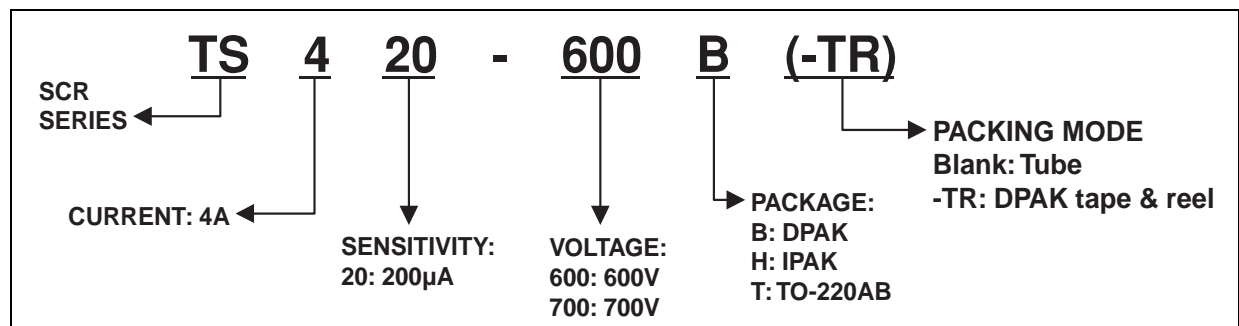 TS 4 20 - 600 B (-TR)
SCR
SERIES
CURRENT: 4A
SENSITIVITY:
20: 200µA
VOLTAGE:
600: 600V
700: 700V
PACKAGE:
B: DPAK
H: IPAK
T: TO-220AB
PACKING MODE
Blank: Tube
-TR: DPAK tape & reel